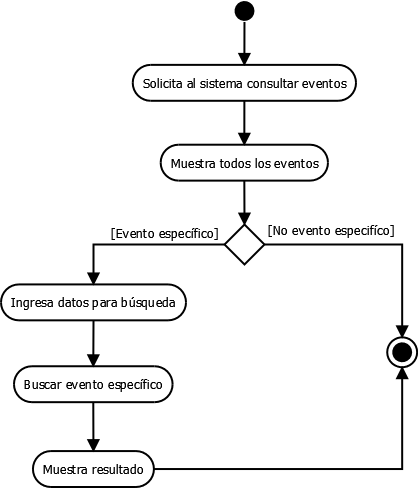 Solicita al sistema consultar eventos
Muestra todos los eventos
[Evento específico]
[No evento especifíco]
Ingresa datos para búsqueda
Buscar evento específico
Muestra resultado